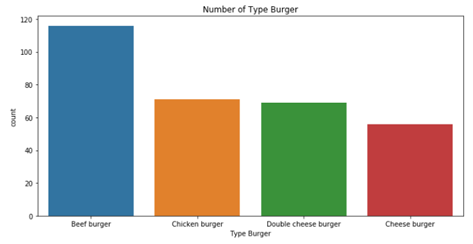 Number of Type Burger
count
120
100
80
60
40
20
0
Beef burger
Chicken burger
Double cheese burger
Cheese burger
Type Burger